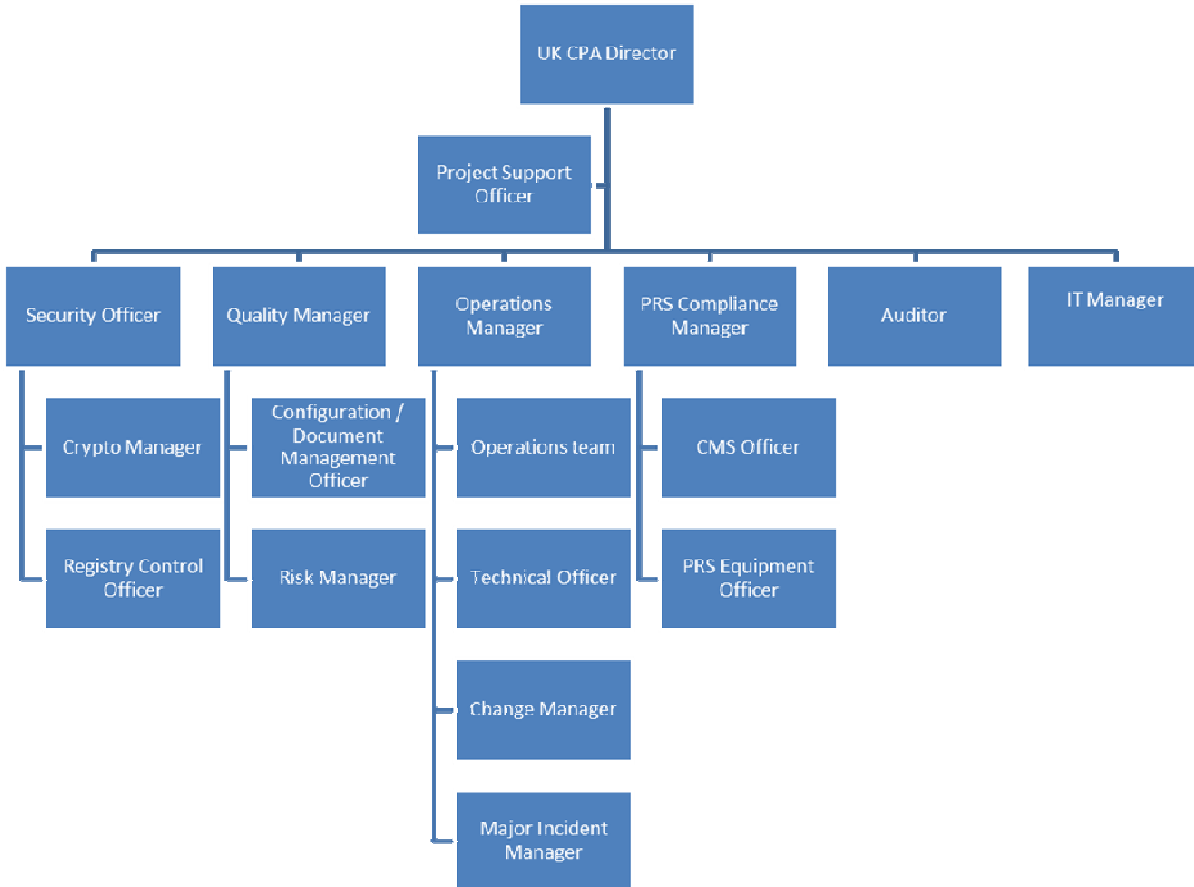 UK CPA Director
Project Support
Officer
Security Officer
Quality Manager
Operations
Manager
PRS Compliance
Manager
Auditor
IT Manager
Crypto Manager
Configuration /
Document
Management
Officer
Operations team
CMS Officer
Registry Control
Officer
Risk Manager
Technical Officer
PRS Equipment
Officer
Change Manager
Major Incident
Manager